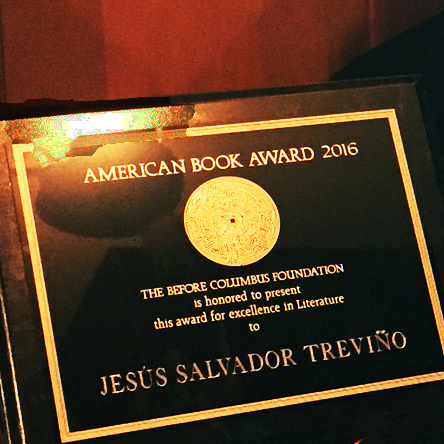 AMERICAN BOOK AWARD 2016
THE BEFORE COLUMBUS FOUNDATION
is honored to present
this award for excellence in Literature
to
JESÚS SALVADOR TREVIÑO